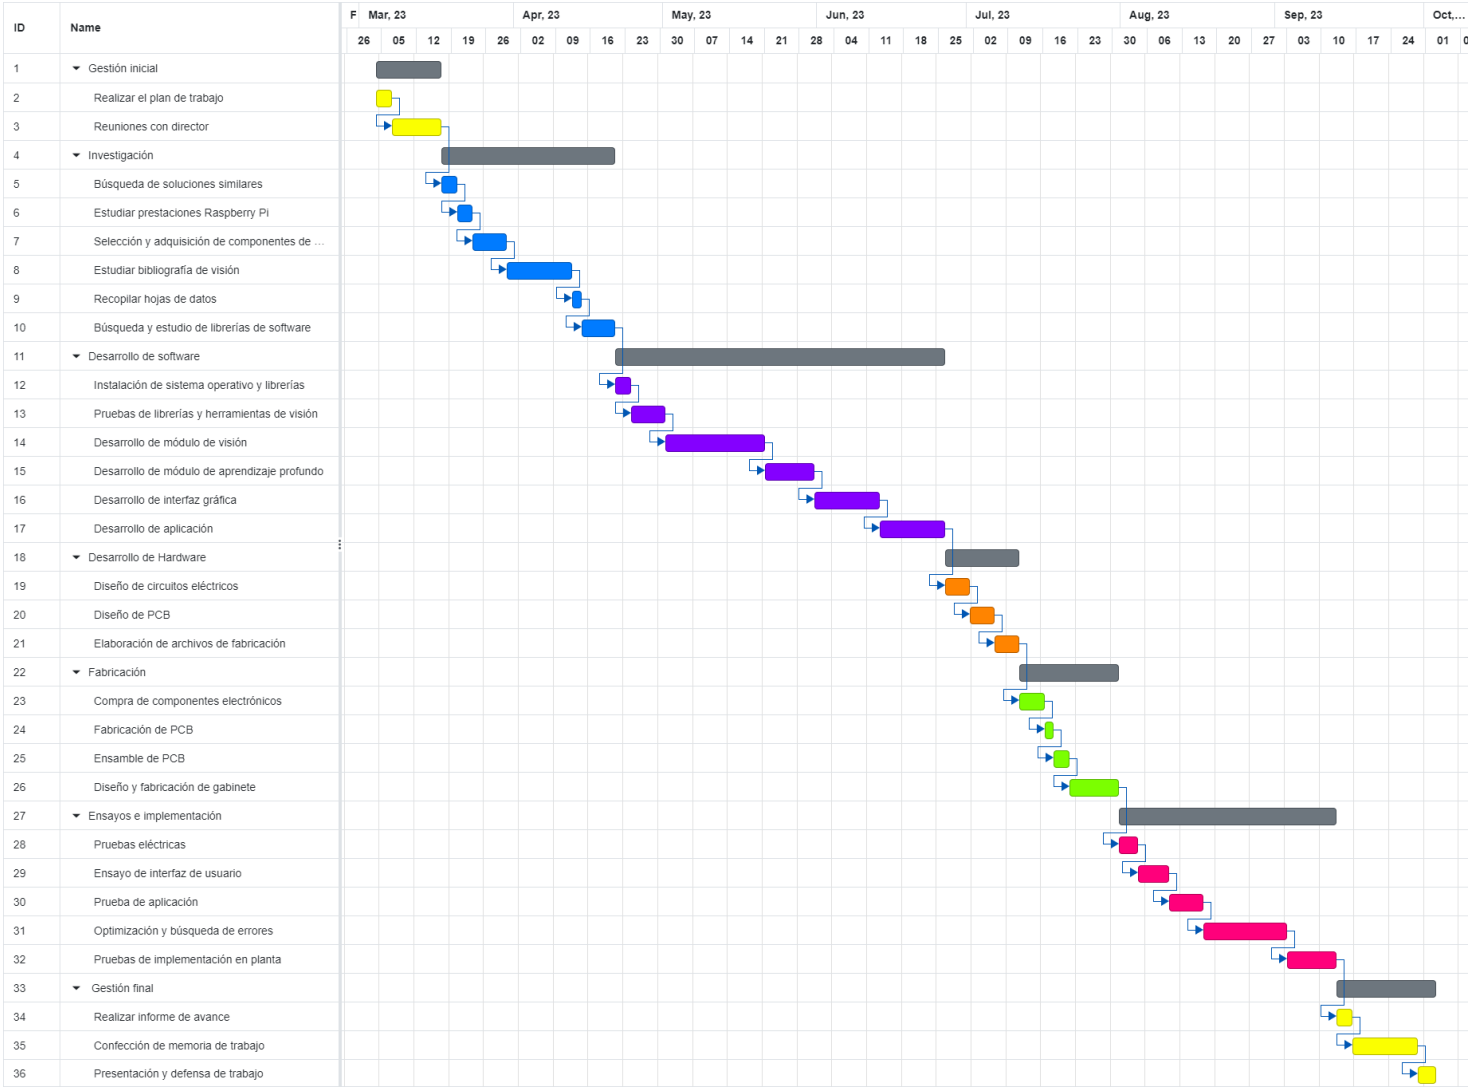 ID Name F Mar, 23 Apr, 23 May, 23 Jun, 23 Jul, 23 Aug, 23 Sep, 23 Oct,...
26 05 12 19 26 02 09 16 23 30 07 14 21 28 04 11 18 25 02 09 16 23 30 06 13 20 27 03 10 17 24 01 0
1 Gestión inicial
2 Realizar el plan de trabajo
3 Reuniones con director
4 Investigación
5 Búsqueda de soluciones similares
6 Estudiar prestaciones Raspberry Pi
7 Selección y adquisición de componentes de ...
8 Estudiar bibliografía de visión
9 Recopilar hojas de datos
10 Búsqueda y estudio de librerías de software
11 Desarrollo de software
12 Instalación de sistema operativo y librerías
13 Pruebas de librerías y herramientas de visión
14 Desarrollo de módulo de visión
15 Desarrollo de módulo de aprendizaje profundo
16 Desarrollo de interfaz gráfica
17 Desarrollo de aplicación
18 Desarrollo de Hardware
19 Diseño de circuitos eléctricos
20 Diseño de PCB
21 Elaboración de archivos de fabricación
22 Fabricación
23 Compra de componentes electrónicos
24 Fabricación de PCB
25 Ensamble de PCB
26 Diseño y fabricación de gabinete
27 Ensayos e implementación
28 Pruebas eléctricas
29 Ensayo de interfaz de usuario
30 Prueba de aplicación
31 Optimización y búsqueda de errores
32 Pruebas de implementación en planta
33 Gestión final
34 Realizar informe de avance
35 Confección de memoria de trabajo
36 Presentación y defensa de trabajo